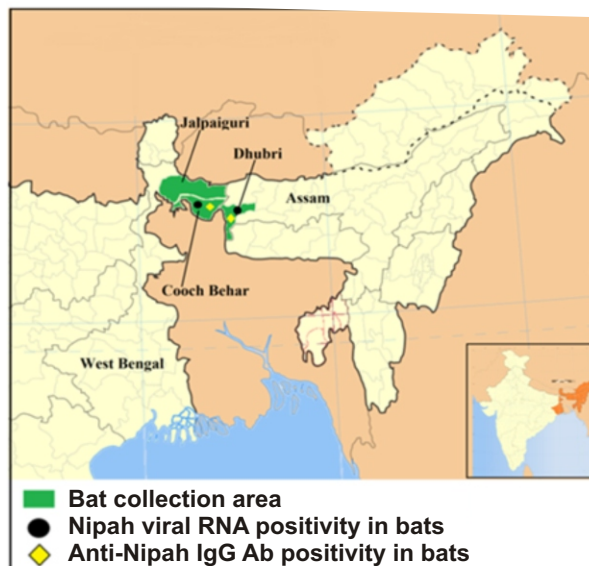 Jalpaiguri
Dhubri
Assam
Cooch Behar
West Bengal
Bat collection area
Nipah viral RNA positivity in bats
Anti-Nipah IgG Ab positivity in bats